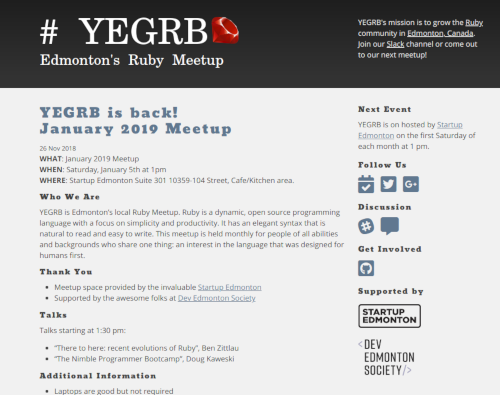 # YEGRB
Edmonton's Ruby Meetup
YEGRB's mission is to grow the Ruby
community in Edmonton, Canada.
Join our Slack channel or come out
to our next meetup!
YEGRB is back!
January 2019 Meetup
26 Nov 2018
WHAT: January 2019 Meetup
WHEN: Saturday, January 5th at 1pm
WHERE: Startup Edmonton Suite 301 10359-104 Street, Cafe/Kitchen area.
Who We Are
YEGRB is Edmonton's local Ruby Meetup. Ruby is a dynamic, open source programming
language with a focus on simplicity and productivity. It has an elegant syntax that is
natural to read and easy to write. This meetup is held monthly for people of all abilities
and backgrounds who share one thing: an interest in the language that was designed for
humans first.
Thank You
• Meetup space provided by the invaluable Startup Edmonton
• Supported by the awesome folks at Dev Edmonton Society
Talks
Talks starting at 1:30 pm:
• "There to here: recent evolutions of Ruby", Ben Zittlau
• "The Nimble Programmer Bootcamp", Doug Kaweski
Additional Information
• Laptops are good but not required
Next Event
YEGRB is on hosted by Startup
Edmonton on the first Saturday of
each month at 1 pm.
Follow Us
Discussion
Get Involved
Supported by
STARTUP
EDMONTON
<DEV
EDMONTON
SOCIETY/>